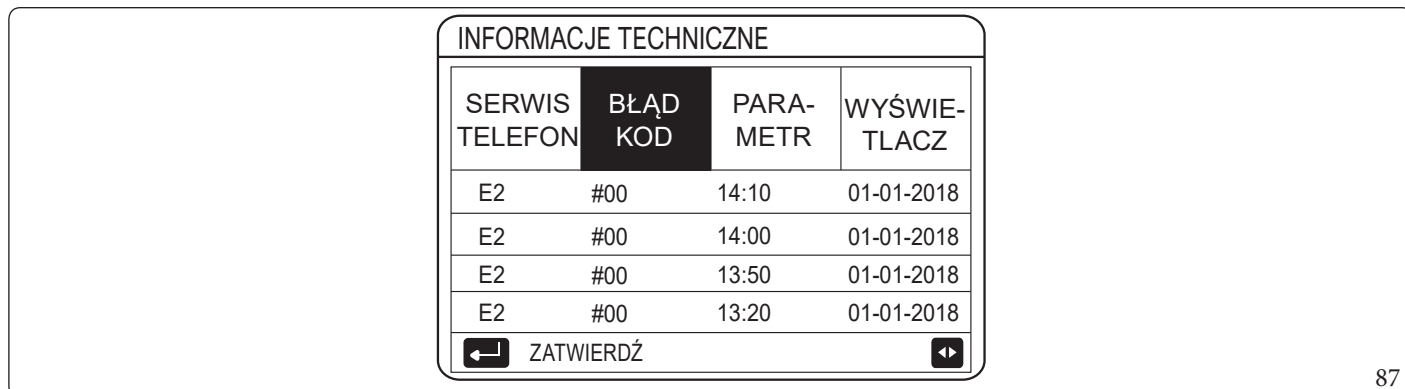 INFORMACJE TECHNICZNE
SERWIS TELEFON BŁĄD KOD PARA-METR WYŚWIE-TLACZ
E2 #00 14:10 01-01-2018
E2 #00 14:00 01-01-2018
E2 #00 13:50 01-01-2018
E2 #00 13:20 01-01-2018
ZATWIERDŹ
87